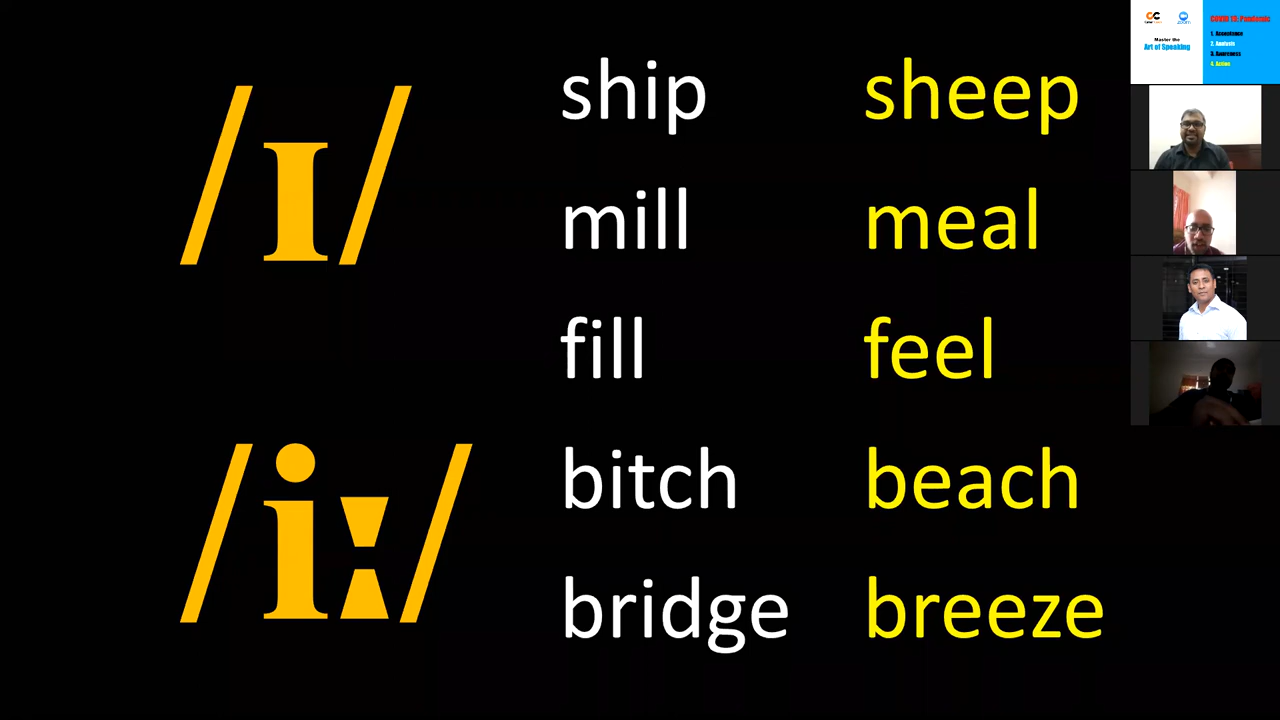 /ɪ/
/iː/
ship sheep
mill meal
fill feel
bitch beach
bridge breeze
zoom
Master the
Art of Speaking
COVID 19: Pandemic
1. Acceptance
2. Analysis
3. Awareness
4. Action